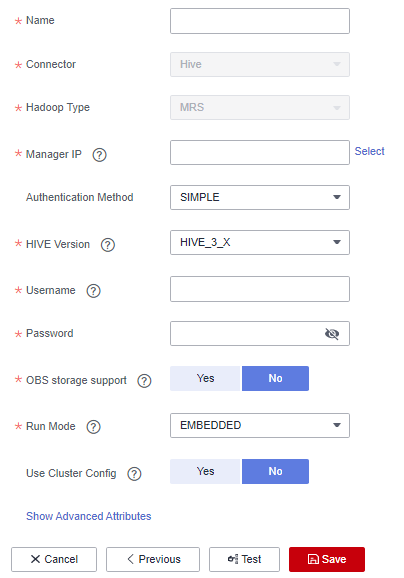 * Name
* Connector Hive
* Hadoop Type MRS
* Manager IP ? Select
Authentication Method SIMPLE
* HIVE Version ? HIVE_3_X
* Username ?
* Password
* OBS storage support ? Yes No
* Run Mode ? EMBEDDED
Use Cluster Config ? Yes No
Show Advanced Attributes
X Cancel < Previous Test Save